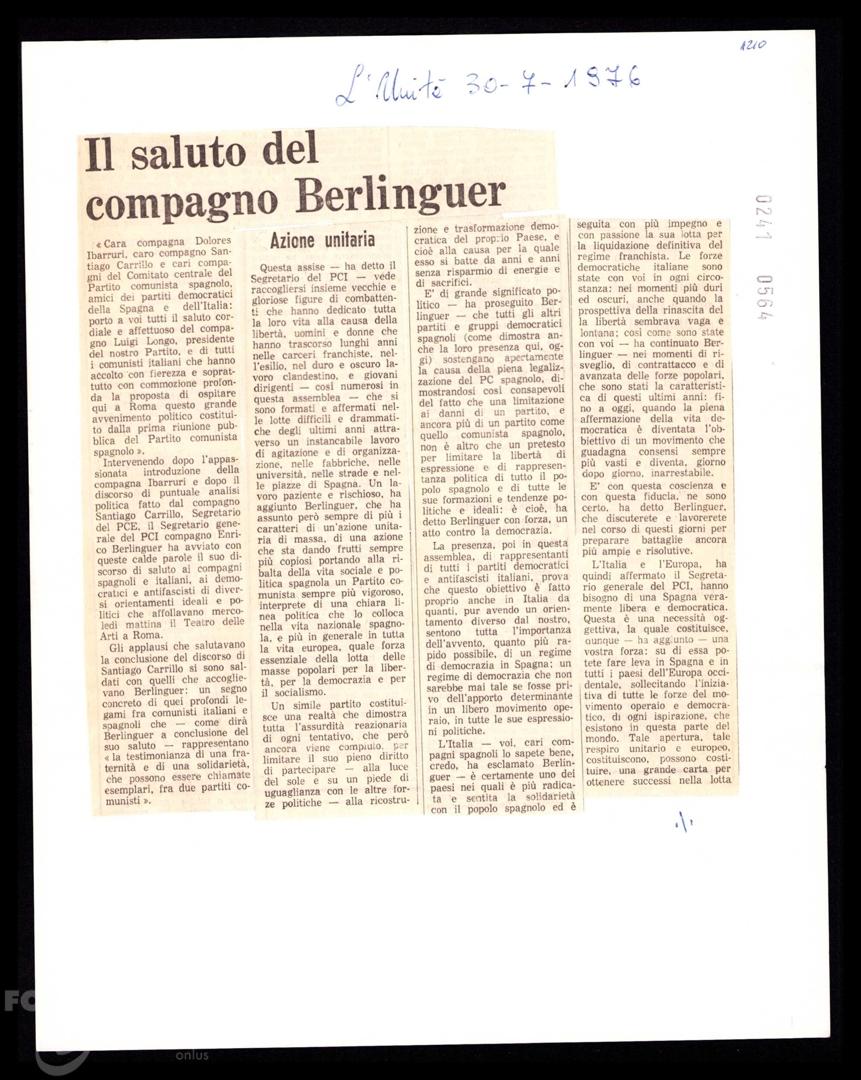 4210
L'Unità 30-7-1976
Il saluto del
compagno Berlinguer
« Cara compagna Dolores
Ibarruri, caro compagno San-
tiago Carrillo e cari compa-
gni del Comitato centrale del
Partito comunista spagnolo,
amici dei partiti democratici
della Spagna e dell'Italia:
porto a voi tutti il saluto cor-
diale e affettuoso del compa-
gno Luigi Longo, presidente
del nostro Partito, e di tutti
i comunisti italiani che hanno
accolto con fierezza e soprat-
tutto con commozione profon-
da la proposta di ospitare
qui a Roma questo grande
avvenimento politico costitui-
to dalla prima riunione pub-
blica del Partito comunista
spagnolo ».
Intervenendo dopo l'appas-
sionata introduzione della
compagna Ibarruri e dopo il
discorso di puntuale analisi
politica fatto dal compagno
Santiago Carrillo, Segretario
del PCE, il Segretario gene-
rale del PCI compagno Enri-
co Berlinguer ha avviato con
queste calde parole il suo di-
scorso di saluto ai compagni
spagnoli e italiani, ai demo-
cratici e antifascisti di diver-
si orientamenti ideali e po-
litici che affollavano merco-
ledì mattina il Teatro delle
Arti a Roma.
Gli applausi che salutavano
la conclusione del discorso di
Santiago Carrillo si sono sal-
dati con quelli che accoglie-
vano Berlinguer: un segno
concreto di quei profondi le-
gami fra comunisti italiani e
spagnoli che — come dirà
Berlinguer a conclusione del
suo saluto — rappresentano
« la testimonianza di una fra-
ternità e di una solidarietà,
che possono essere chiamate
esemplari, fra due partiti co-
munisti ».
Azione unitaria
Questa assise — ha detto il
Segretario del PCI — vede
raccogliersi insieme vecchie e
gloriose figure di combatten-
ti che hanno dedicato tutta
la loro vita alla causa della
libertà, uomini e donne che
hanno trascorso lunghi anni
nelle carceri franchiste, nel-
l'esilio, nel duro e oscuro la-
voro clandestino, e giovani
dirigenti — così numerosi in
questa assemblea — che si
sono formati e affermati nel-
le lotte difficili e drammati-
che degli ultimi anni attra-
verso un instancabile lavoro
di agitazione e di organizza-
zione, nelle fabbriche, nelle
università, nelle strade e nel-
le piazze di Spagna. Un la-
voro paziente e rischioso, ha
aggiunto Berlinguer, che ha
assunto però sempre di più i
caratteri di un'azione unita-
ria di massa, di una azione
che sta dando frutti sempre
più copiosi portando alla ri-
balta della vita sociale e po-
litica spagnola un Partito co-
munista sempre più vigoroso,
interprete di una chiara li-
nea politica che lo colloca
nella vita nazionale spagno-
la, e più in generale in tutta
la vita europea, quale forza
essenziale della lotta delle
masse popolari per la liber-
tà, per la democrazia e per
il socialismo.
Un simile partito costitui-
sce una realtà che dimostra
tutta l'assurdità reazionaria
di ogni tentativo, che però
ancora viene compiuto, per
limitare il suo pieno diritto
di partecipare — alla luce
del sole e su un piede di
uguaglianza con le altre for-
ze politiche — alla ricostru-
zione e trasformazione demo-
cratica del proprio Paese, e
cioè alla causa per la quale
esso si batte da anni e anni
senza risparmio di energie e
di sacrifici.
E' di grande significato po-
litico — ha proseguito Ber-
linguer — che tutti gli altri
partiti e gruppi democratici
spagnoli (come dimostra an-
che la loro presenza qui, og-
gi) sostengano apertamente
la causa della piena legaliz-
zazione del PC spagnolo, di-
mostrandosi così consapevoli
del fatto che una limitazione
ai danni di un partito, e
ancora più di un partito come
quello comunista spagnolo,
non è altro che un pretesto
per limitare la libertà di
espressione e di rappresen-
tanza politica di tutto il po-
polo spagnolo e di tutte le
sue formazioni e tendenze po-
litiche e ideali: è cioè, ha
detto Berlinguer con forza, un
atto contro la democrazia.
La presenza, poi in questa
assemblea, di rappresentanti
di tutti i partiti democratici
e antifascisti italiani, prova
che questo obiettivo è fatto
proprio anche in Italia da
quanti, pur avendo un orien-
tamento diverso dal nostro,
sentono tutta l'importanza
dell'avvento, quanto più ra-
pido possibile, di un regime
di democrazia in Spagna; un
regime di democrazia che non
sarebbe mai tale se fosse pri-
vo dell'apporto determinante
in un libero movimento ope-
raio, in tutte le sue espressio-
ni politiche.
L'Italia — voi, cari com-
pagni spagnoli lo sapete bene,
credo, ha esclamato Berlin-
guer — è certamente uno dei
paesi nei quali è più radica-
ta e sentita la solidarietà
con il popolo spagnolo ed è
seguita con più impegno e
con passione la sua lotta per
la liquidazione definitiva del
regime franchista. Le forze
democratiche italiane sono
state con voi in ogni circo-
stanza: nei momenti più duri
ed oscuri, anche quando la
prospettiva della rinascita del
la libertà sembrava vaga e
lontana; così come sono state
con voi — ha continuato Ber-
linguer — nei momenti di ri-
sveglio, di contrattacco e di
avanzata delle forze popolari,
che sono stati la caratteristi-
ca di questi ultimi anni: fi-
no a oggi, quando la piena
affermazione della vita de-
mocratica è diventata l'ob-
biettivo di un movimento che
guadagna consensi sempre
più vasti e diventa, giorno
dopo giorno, inarrestabile.
E' con questa coscienza e
con questa fiducia, ne sono
certo, ha detto Berlinguer,
che discuterete e lavorerete
nel corso di questi giorni per
preparare battaglie ancora
più ampie e risolutive.
L'Italia e l'Europa, ha
quindi affermato il Segreta-
rio generale del PCI, hanno
bisogno di una Spagna vera-
mente libera e democratica.
Questa è una necessità og-
gettiva, la quale costituisce,
dunque — ha aggiunto — una
vostra forza: su di essa po-
tete fare leva in Spagna e in
tutti i paesi dell'Europa occi-
dentale, sollecitando l'inizia-
tiva di tutte le forze del mo-
vimento operaio e democra-
tico, di ogni ispirazione, che
esistono in questa parte del
mondo. Tale apertura, tale
respiro unitario e europeo,
costituiscono, possono costi-
tuire, una grande carta per
ottenere successi nella lotta
./.
0241 0564
FO
onlus